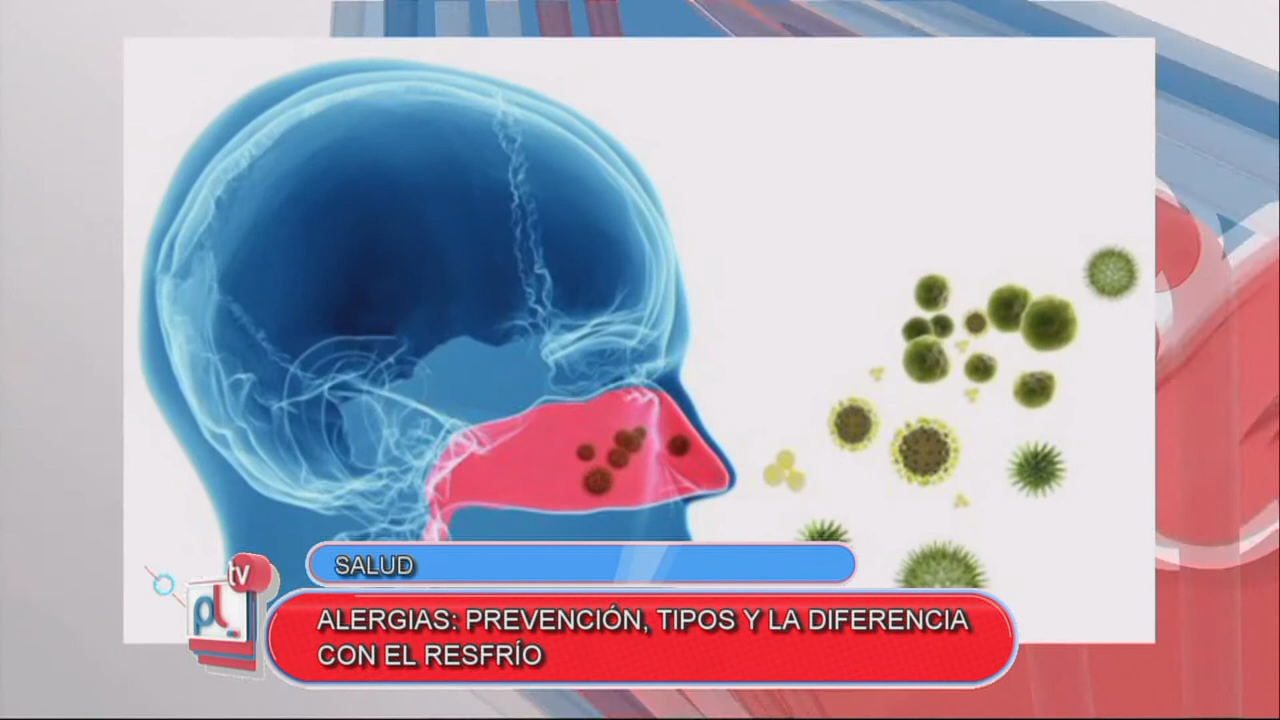 SALUD
tv
pl
ALERGIAS: PREVENCIÓN, TIPOS Y LA DIFERENCIA
CON EL RESFRÍO